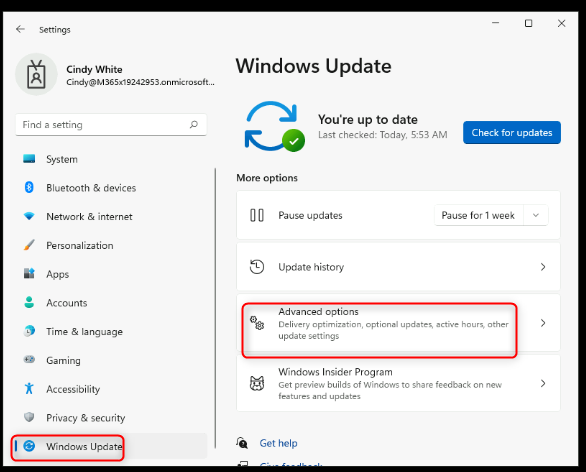 Settings
Cindy White
Cindy@M365x19242953.onmicrosoft...
Find a setting
System
Bluetooth & devices
Network & internet
Personalization
Apps
Accounts
Time & language
Gaming
Accessibility
Privacy & security
Windows Update
Windows Update
You're up to date
Last checked: Today, 5:53 AM
Check for updates
More options
Pause updates
Pause for 1 week
Update history
Advanced options
Delivery optimization, optional updates, active hours, other
update settings
Windows Insider Program
Get preview builds of Windows to share feedback on new
features and updates
Get help
Give feedback